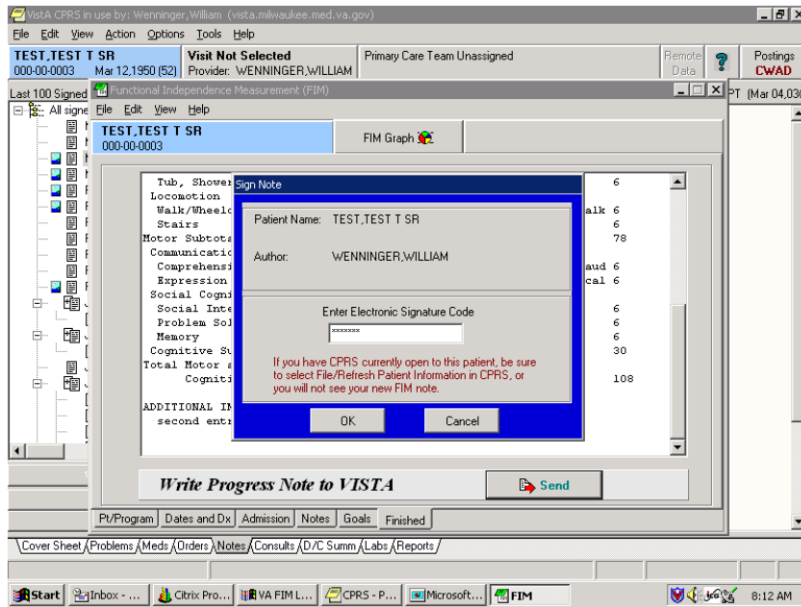 VistA CPRS in use by: Wenninger,William (vista.milwaukee.med.va.gov)
File Edit View Action Options Tools Help
TEST,TEST T SR Visit Not Selected Primary Care Team Unassigned Remote Data ? Postings
000-00-0003 Mar 12,1950 (52) Provider: WENNINGER,WILLIAM CWAD
Last 100 Signed Functional Independence Measurement (FIM) PT (Mar 04,03
All signe File Edit View Help
TEST,TEST T SR
000-00-0003
FIM Graph
Tub, Shower 6
Locomotion
Walk/Wheelc alk 6
Stairs 6
Motor Subtota 78
Communicatic
Comprehensi aud 6
Expression cal 6
Social Cogni
Social Inte 6
Problem Sol 6
Memory 6
Cognitive Su 30
Total Motor
Cogniti 108
ADDITIONAL IN
second entr
Sign Note
Patient Name: TEST,TEST T SR
Author: WENNINGER,WILLIAM
Enter Electronic Signature Code
×××××××
If you have CPRS currently open to this patient, be sure
to select File/Refresh Patient Information in CPRS, or
you will not see your new FIM note.
OK Cancel
Write Progress Note to VISTA Send
Pt/Program Dates and Dx Admission Notes Goals Finished
Cover Sheet Problems Meds Orders Notes Consults D/C Summ Labs Reports
Start Inbox - ... Citrix Pro... VA FIM L... CPRS - P... Microsoft... FIM 8:12 AM